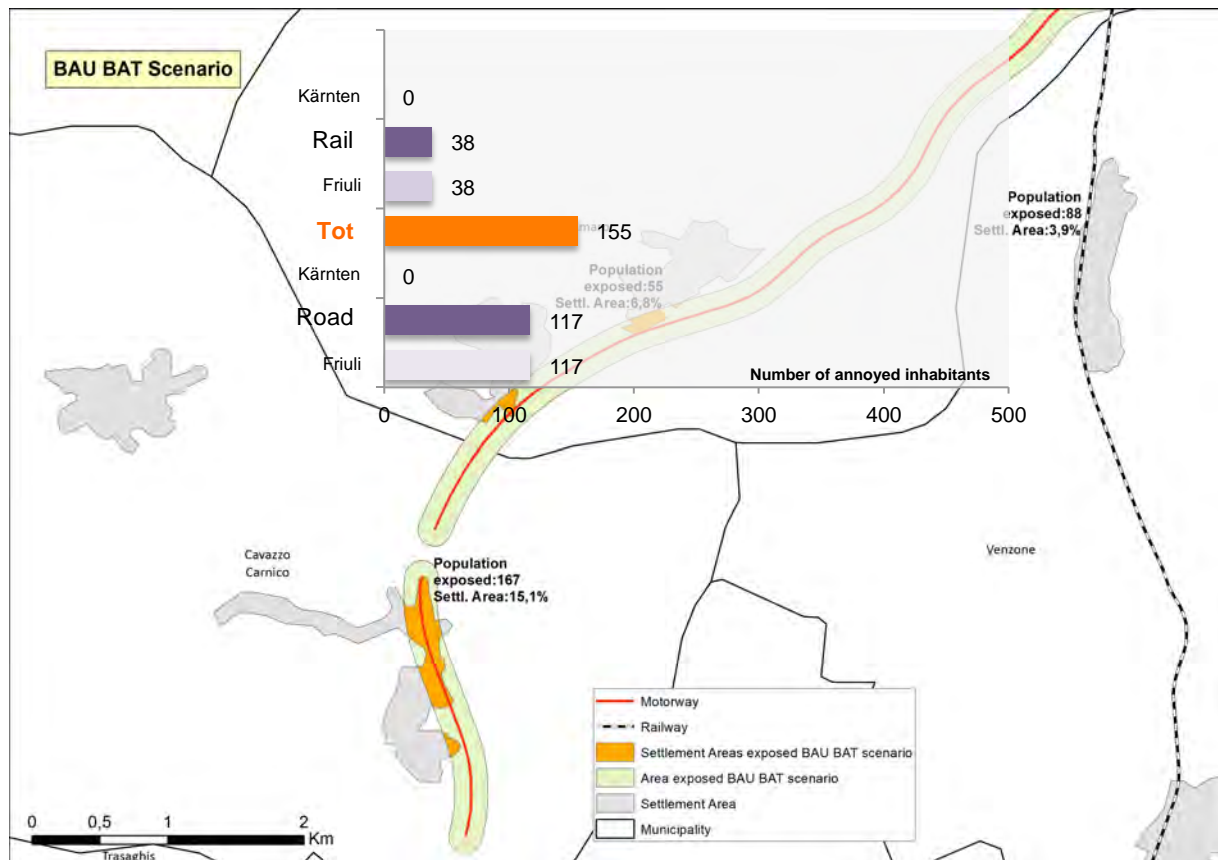 BAU BAT Scenario
Kärnten 0
Rail 38
Friuli 38
Tot 155
Kärnten 0
Road 117
Friuli 117
Number of annoyed inhabitants
0 100 200 300 400 500
Population
exposed:55
Settl. Area:6,8%
Population
exposed:88
Settl. Area:3,9%
Cavazzo
Carnico
Venzone
Population
exposed:167
Settl. Area:15,1%
Motorway
Railway
Settlement Areas exposed BAU BAT scenario
Area exposed BAU BAT scenario
Settlement Area
Municipality
0 0,5 1 2
Km
Trasaghis